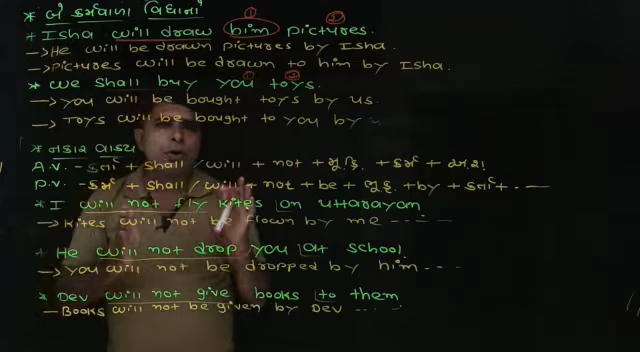 * બે કર્મવાળા વિધાનો
+ Isha will draw him ① pictures ②.
→ He will be drawn pictures by Isha.
→ Pictures will be drawn to him by Isha.
* We shall buy you ① toys ②.
→ You will be bought toys by us.
→ Toys will be bought to you by u
* નકાર વાક્ય
A.V. - કર્તા + shall / will + not + મૂ.ક્રિ. + કર્મ + અ.શ.
P.V. - કર્મ + shall / will + not + be + ભૂ.કૃ. + by + કર્તા + . —
* I will not fly kites on uttarayan
→ Kites will not be flown by me ....
+ He will not drop you at school
→ You will not be dropped by him ...
* Dev will not give books to them
- Books will not be given by Dev ....